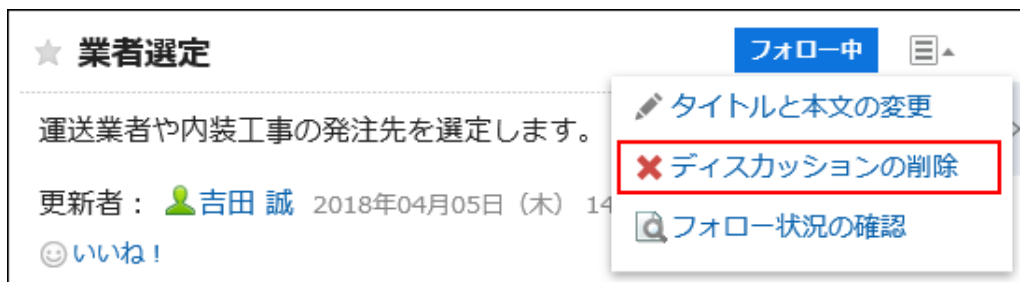 業者選定
フォロー中
タイトルと本文の変更
運送業者や内装工事の発注先を選定します。
ディスカッションの削除
更新者： 吉田 誠 2018年04月05日（木） 14
フォロー状況の確認
いいね！